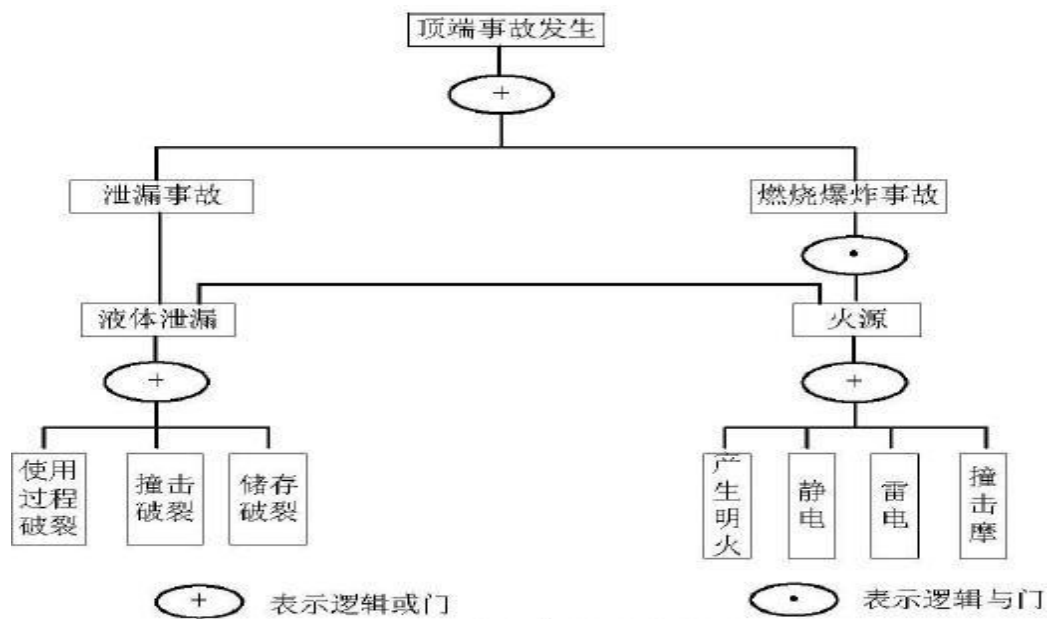 顶端事故发生
+
泄漏事故
燃烧爆炸事故
•
液体泄漏
火源
+
+
使用
过程
破裂
撞击
破裂
储存
破裂
产
生
明
火
静
电
雷
电
撞
击
摩
+ 表示逻辑或门
• 表示逻辑与门